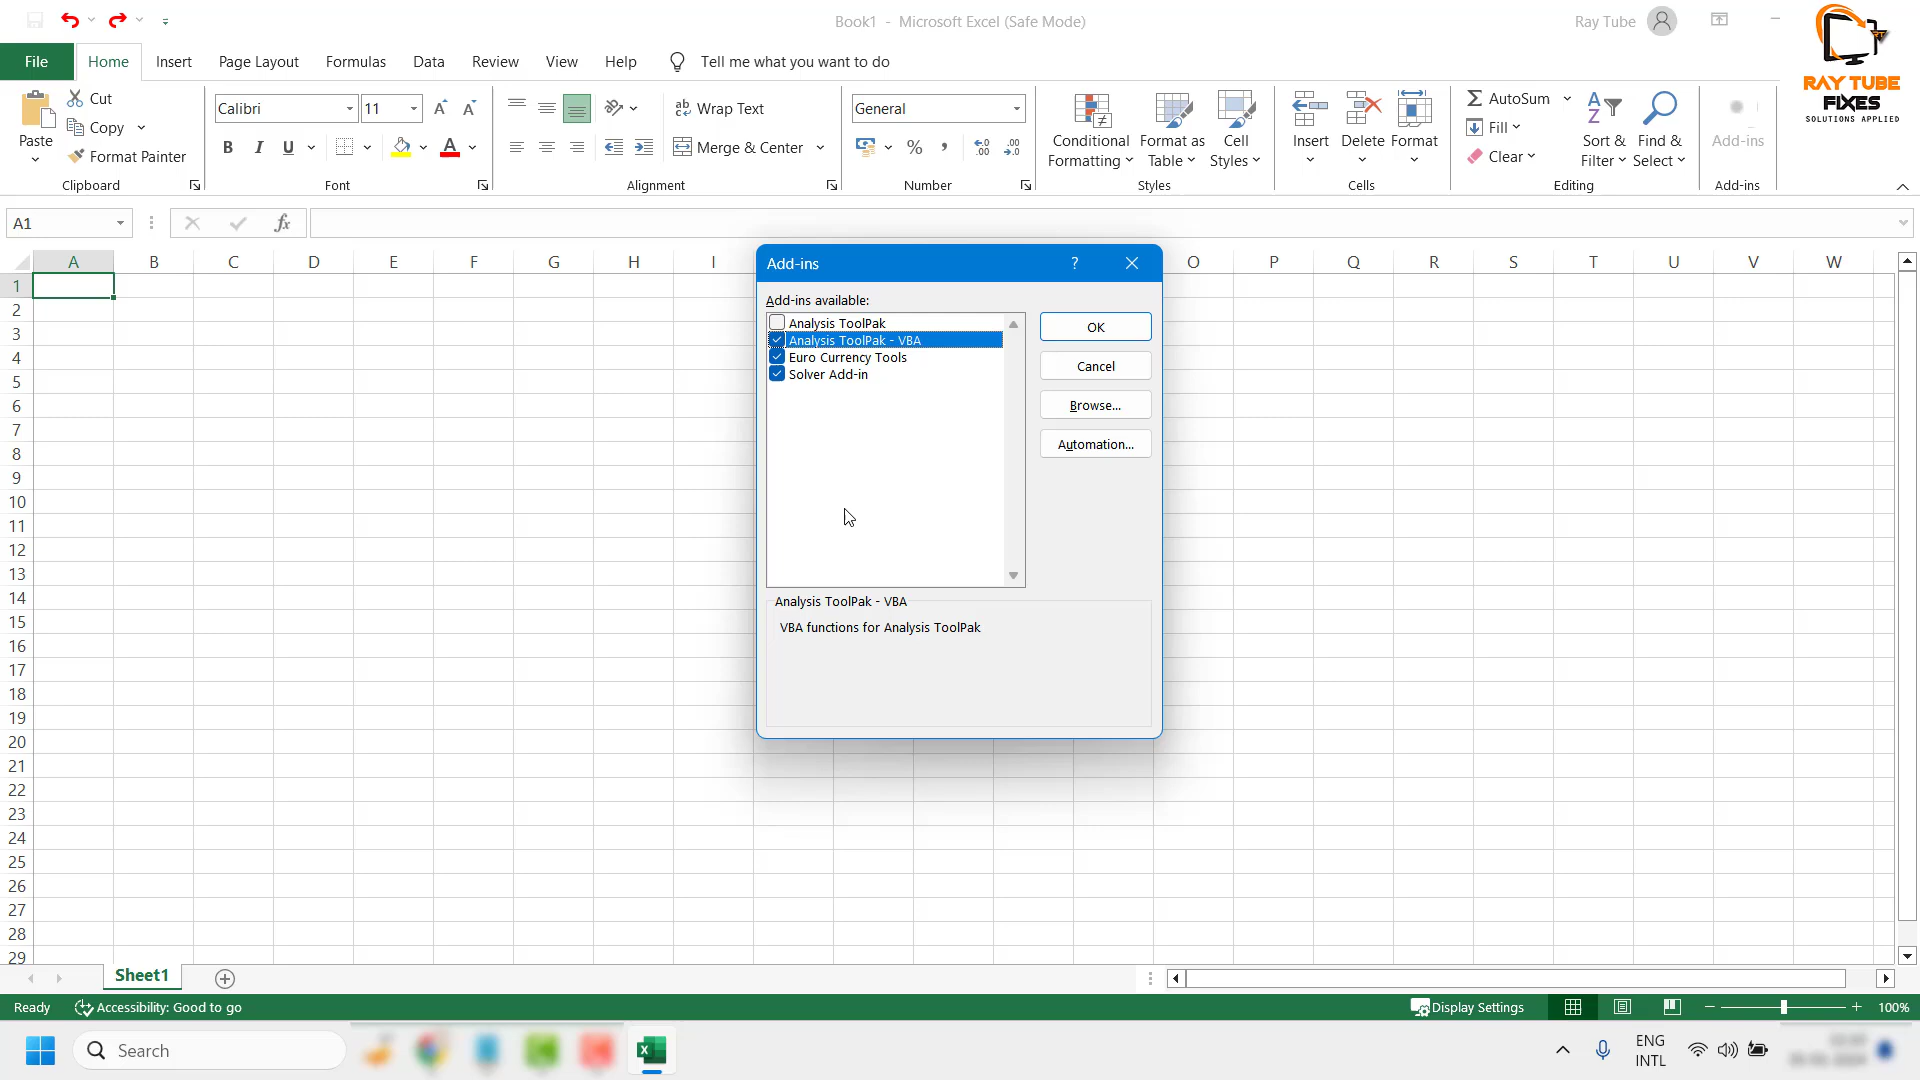 Book1 - Microsoft Excel (Safe Mode)
Ray Tube
RAY TUBE
FIXES
SOLUTIONS APPLIED
File Home Insert Page Layout Formulas Data Review View Help Tell me what you want to do
Paste
Cut
Copy
Format Painter
Clipboard
Calibri 11
B I U A
Font
Wrap Text
Merge & Center
Alignment
General
%
Number
Conditional Formatting
Format as Table
Cell Styles
Styles
Insert Delete Format
Cells
AutoSum
Fill
Clear
Sort & Filter
Find & Select
Editing
Add-ins
Add-ins
A1 fx
A B C D E F G H I O P Q R S T U V W
1
2
3
4
5
6
7
8
9
10
11
12
13
14
15
16
17
18
19
20
21
22
23
24
25
26
27
28
29
Add-ins ?
Add-ins available:
Analysis ToolPak
Analysis ToolPak - VBA
Euro Currency Tools
Solver Add-in
OK
Cancel
Browse...
Automation...
Analysis ToolPak - VBA
VBA functions for Analysis ToolPak
Sheet1
Ready Accessibility: Good to go Display Settings 100%
Search
ENG
INTL